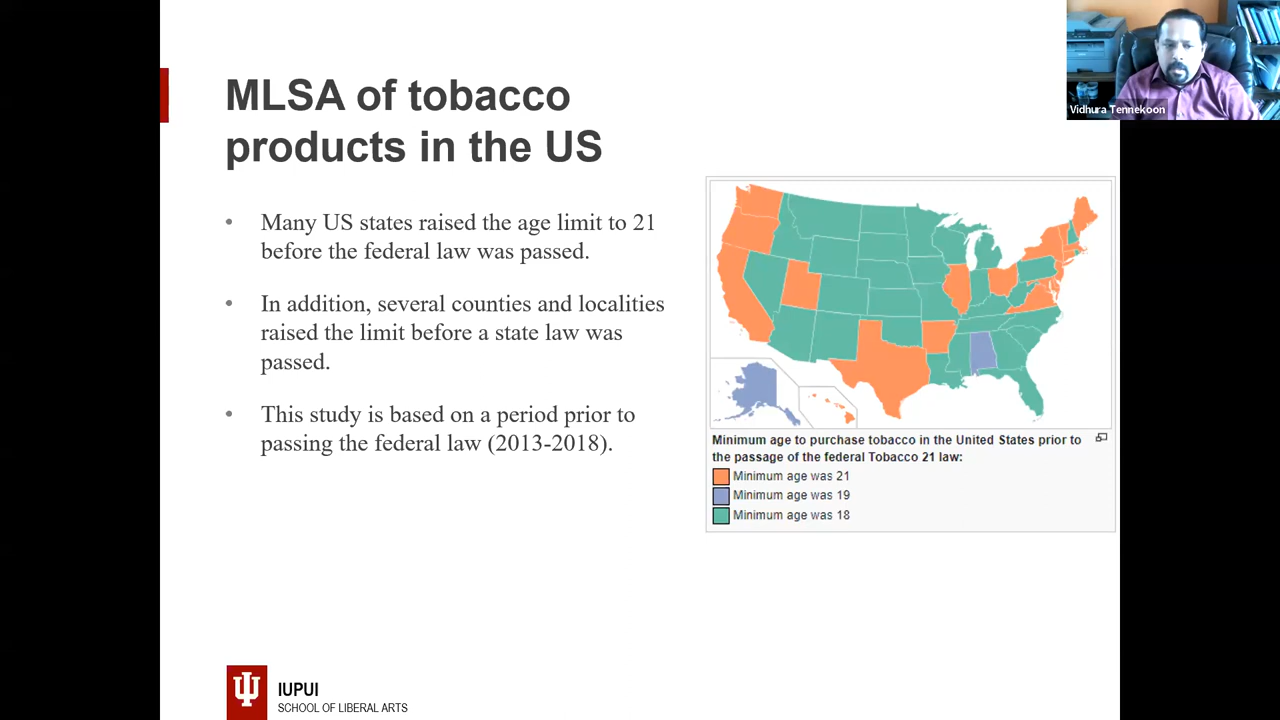 MLSA of tobacco
products in the US
• Many US states raised the age limit to 21
before the federal law was passed.
• In addition, several counties and localities
raised the limit before a state law was
passed.
• This study is based on a period prior to
passing the federal law (2013-2018).
Minimum age to purchase tobacco in the United States prior to
the passage of the federal Tobacco 21 law:
Minimum age was 21
Minimum age was 19
Minimum age was 18
IUPUI
SCHOOL OF LIBERAL ARTS
Vidhura Tennekoon